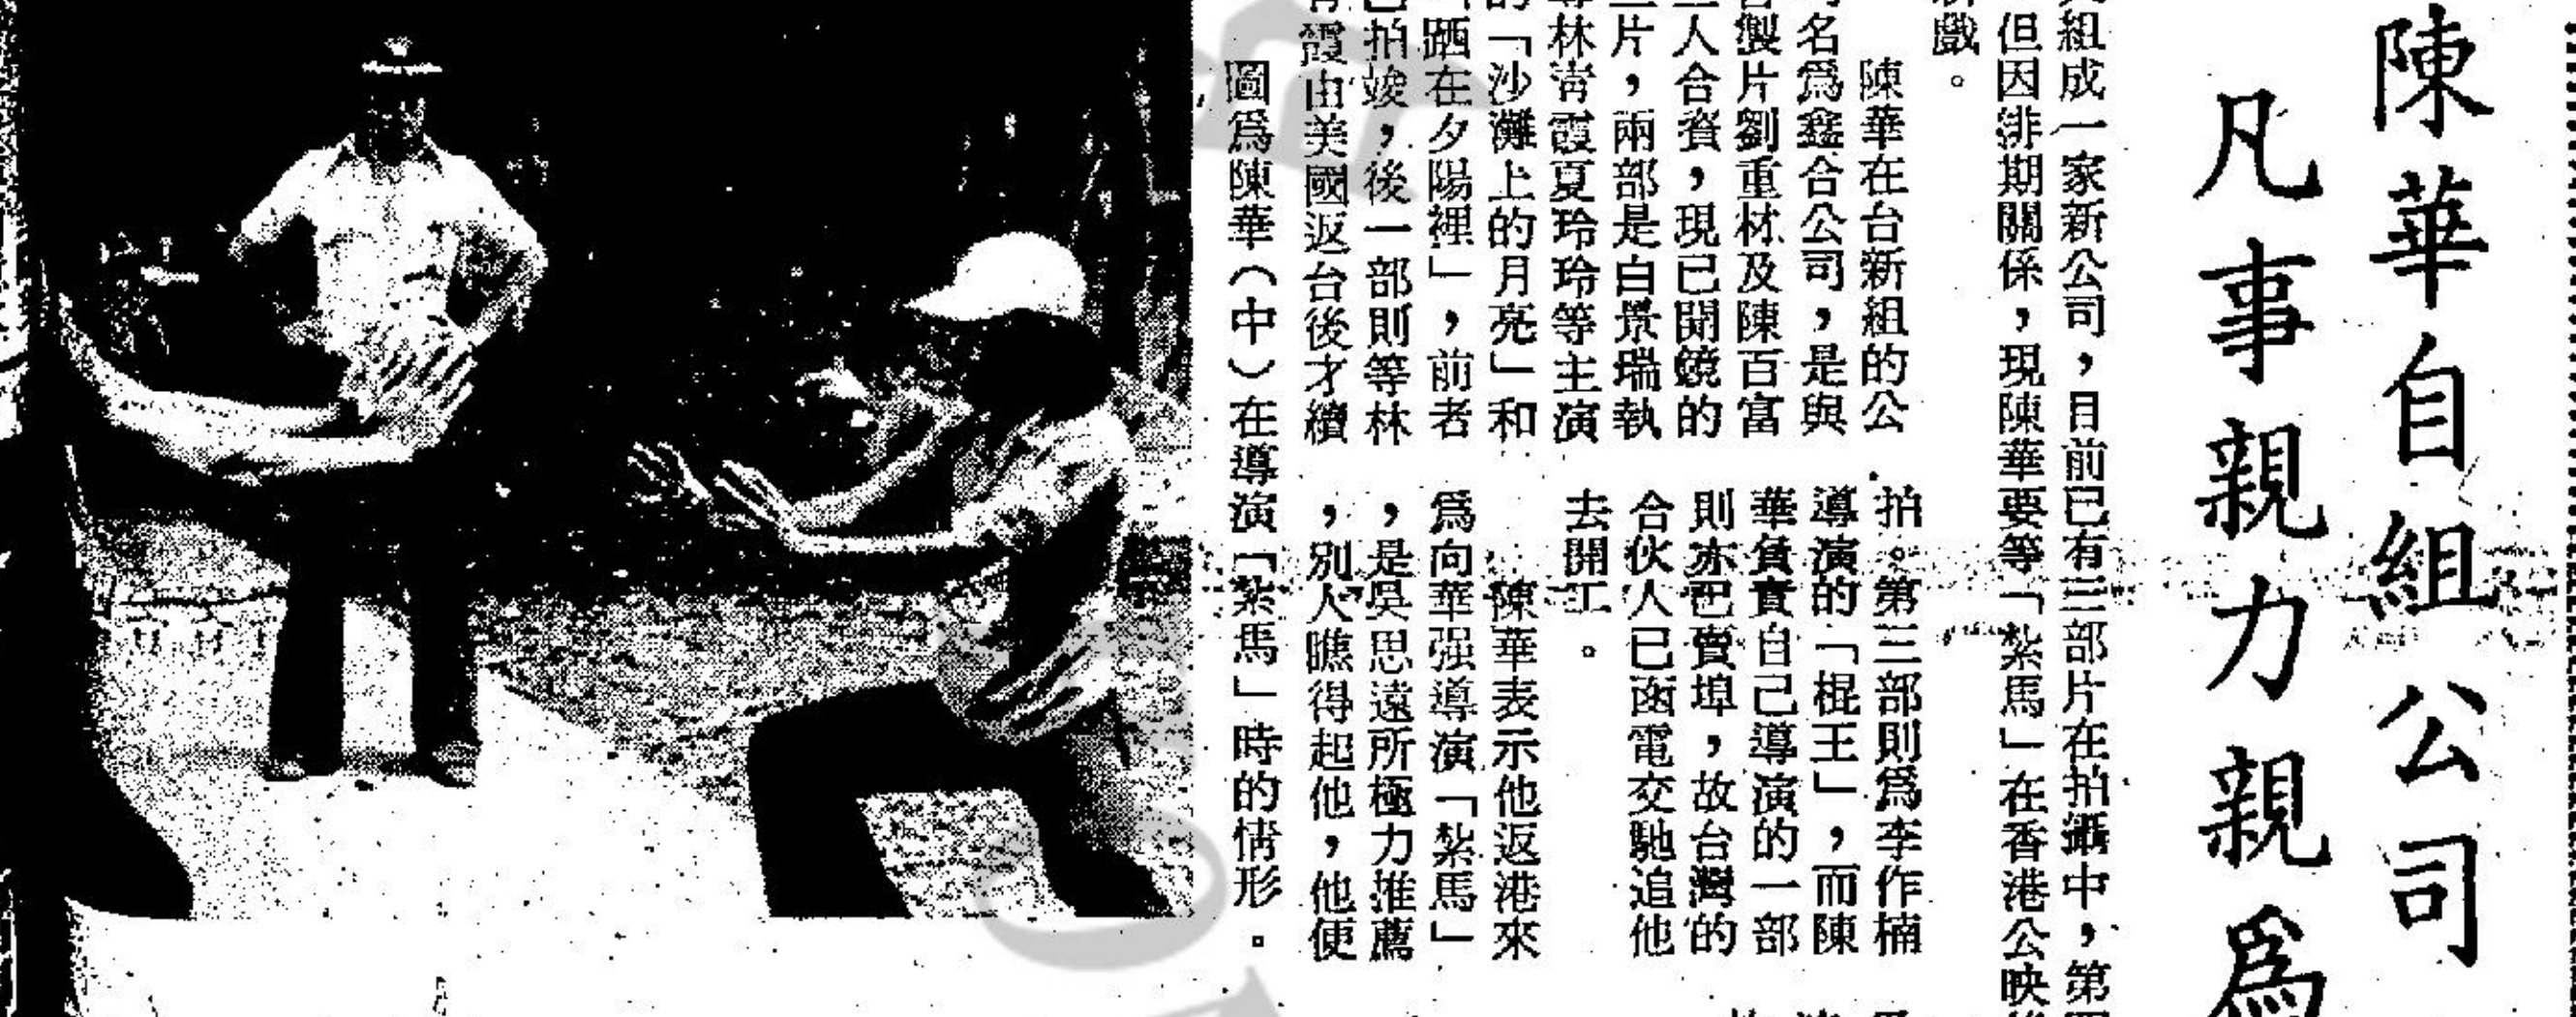 陳華自組公司
凡事親力親為
組成一家新公司，目前已有三部片在拍攝中，第四
但因排期關係，現陳華要等「紮馬」在香港公映後
戲。
陳華在台新組的公
名為鑫合公司，是與
製片劉重材及陳百富
人合資，現已開鏡的
片，兩部是白景瑞執
林青霞夏玲玲等主演
的「沙灘上的月亮」和
「晒在夕陽裡」，前者
已拍竣，後一部則等林
青霞由美國返台後才續
拍。第三部則為李作楠
導演的「棍王」，而陳
華負責自己導演的一部
則亦已賣埠，故台灣的
合伙人已函電交馳追他
去開工。
陳華表示他返港來
為向華强導演「紮馬」
，是吳思遠所極力推薦
，別人瞧得起他，他便
圖為陳華（中）在導演「紮馬」時的情形。